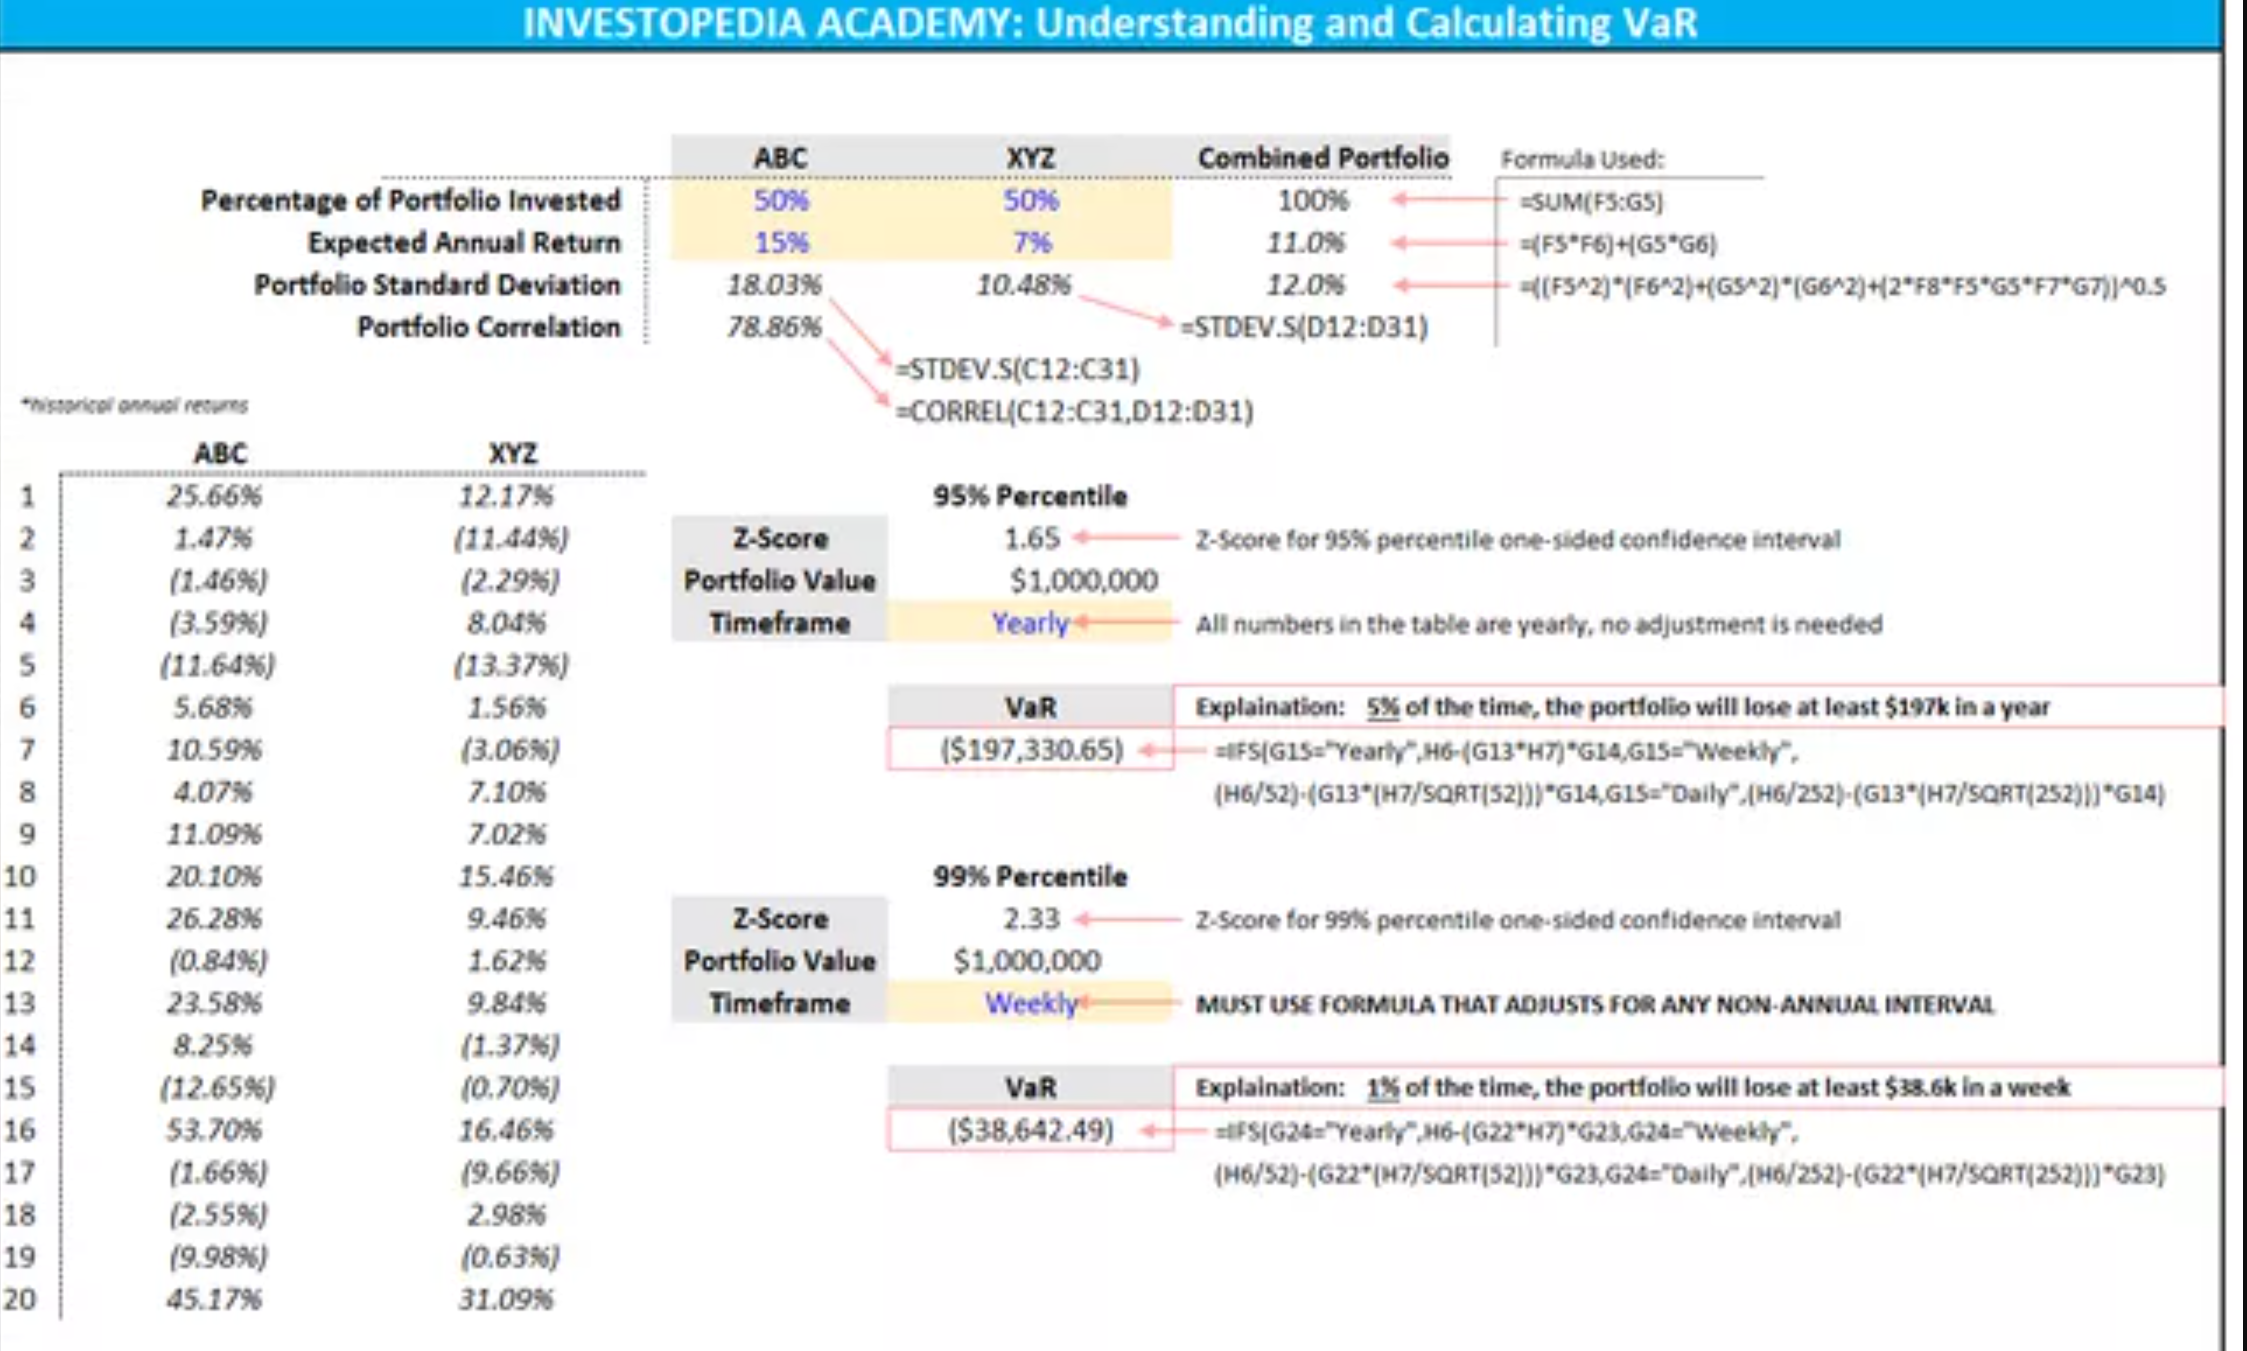 INVESTOPEDIA ACADEMY: Understanding and Calculating VaR
ABC XYZ Combined Portfolio Formula Used:
Percentage of Portfolio Invested 50% 50% 100% =SUM(F5:G5)
Expected Annual Return 15% 7% 11.0% =(F5*F6)+(G5*G6)
Portfolio Standard Deviation 18.03% 10.48% 12.0% =((F5^2)*(F6^2)+(G5^2)*(G6^2)+(2*F8*F5*G5*F7*G7))^0.5
Portfolio Correlation 78.86% =STDEV.S(D12:D31)
=STDEV.S(C12:C31)
=CORREL(C12:C31,D12:D31)
*historical annual returns
ABC XYZ
1 25.66% 12.17% 95% Percentile
2 1.47% (11.44%) Z-Score 1.65 Z-Score for 95% percentile one-sided confidence interval
3 (1.46%) (2.29%) Portfolio Value $1,000,000
4 (3.59%) 8.04% Timeframe Yearly All numbers in the table are yearly, no adjustment is needed
5 (11.64%) (13.37%)
6 5.68% 1.56% VaR Explaination: 5% of the time, the portfolio will lose at least $197k in a year
7 10.59% (3.06%) ($197,330.65) =IFS(G15="Yearly",H6-(G13*H7)*G14,G15="Weekly",
8 4.07% 7.10% (H6/52)-(G13*(H7/SQRT(52)))*G14,G15="Daily",(H6/252)-(G13*(H7/SQRT(252)))*G14)
9 11.09% 7.02%
10 20.10% 15.46% 99% Percentile
11 26.28% 9.46% Z-Score 2.33 Z-Score for 99% percentile one-sided confidence interval
12 (0.84%) 1.62% Portfolio Value $1,000,000
13 23.58% 9.84% Timeframe Weekly MUST USE FORMULA THAT ADJUSTS FOR ANY NON-ANNUAL INTERVAL
14 8.25% (1.37%)
15 (12.65%) (0.70%) VaR Explaination: 1% of the time, the portfolio will lose at least $38.6k in a week
16 53.70% 16.46% ($38,642.49) =IFS(G24="Yearly",H6-(G22*H7)*G23,G24="Weekly",
17 (1.66%) (9.66%) (H6/52)-(G22*(H7/SQRT(52)))*G23,G24="Daily",(H6/252)-(G22*(H7/SQRT(252)))*G23)
18 (2.55%) 2.98%
19 (9.98%) (0.63%)
20 45.17% 31.09%